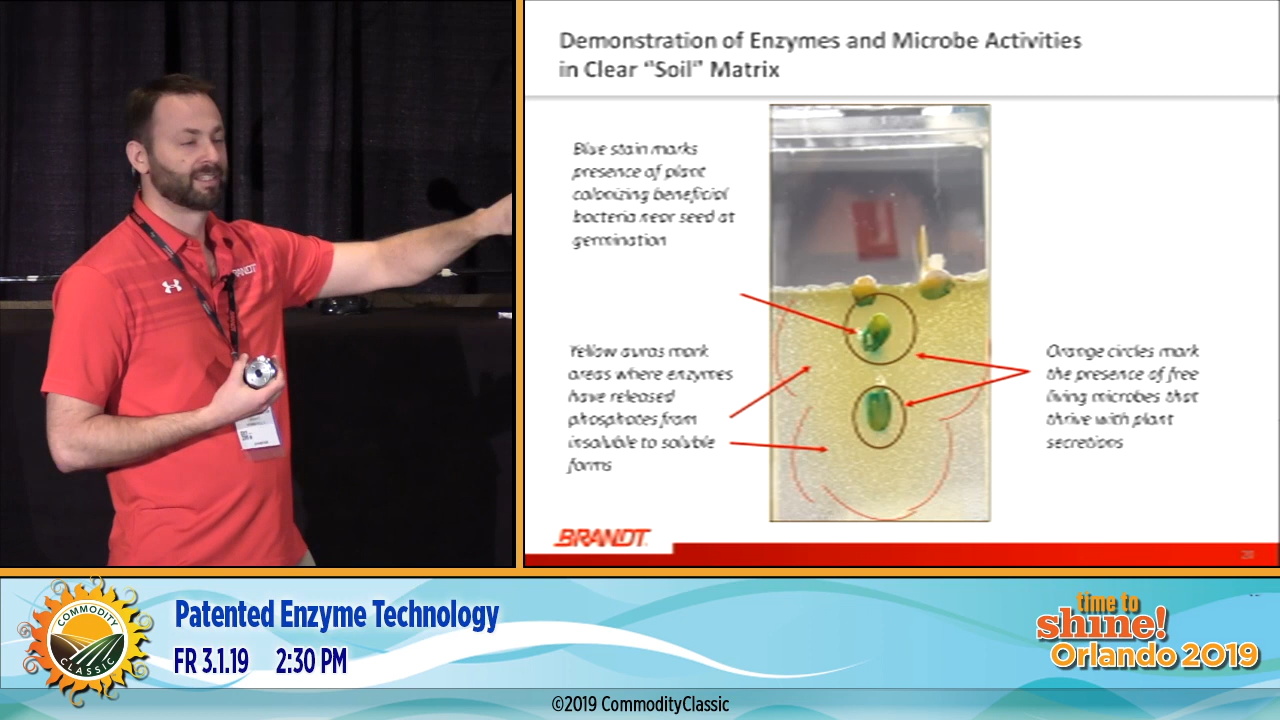 BRANDT
Demonstration of Enzymes and Microbe Activities
in Clear "Soil" Matrix
Blue stain marks
presence of plant
colonizing beneficial
bacteria near seed at
germination
Yellow auras mark
areas where enzymes
have released
phosphates from
insoluble to soluble
forms
Orange circles mark
the presence of free
living microbes that
thrive with plant
secretions
BRANDT
20
COMMODITY
CLASSIC
Patented Enzyme Technology
FR 3.1.19 2:30 PM
time to
shine!
Orlando 2019
©2019 CommodityClassic